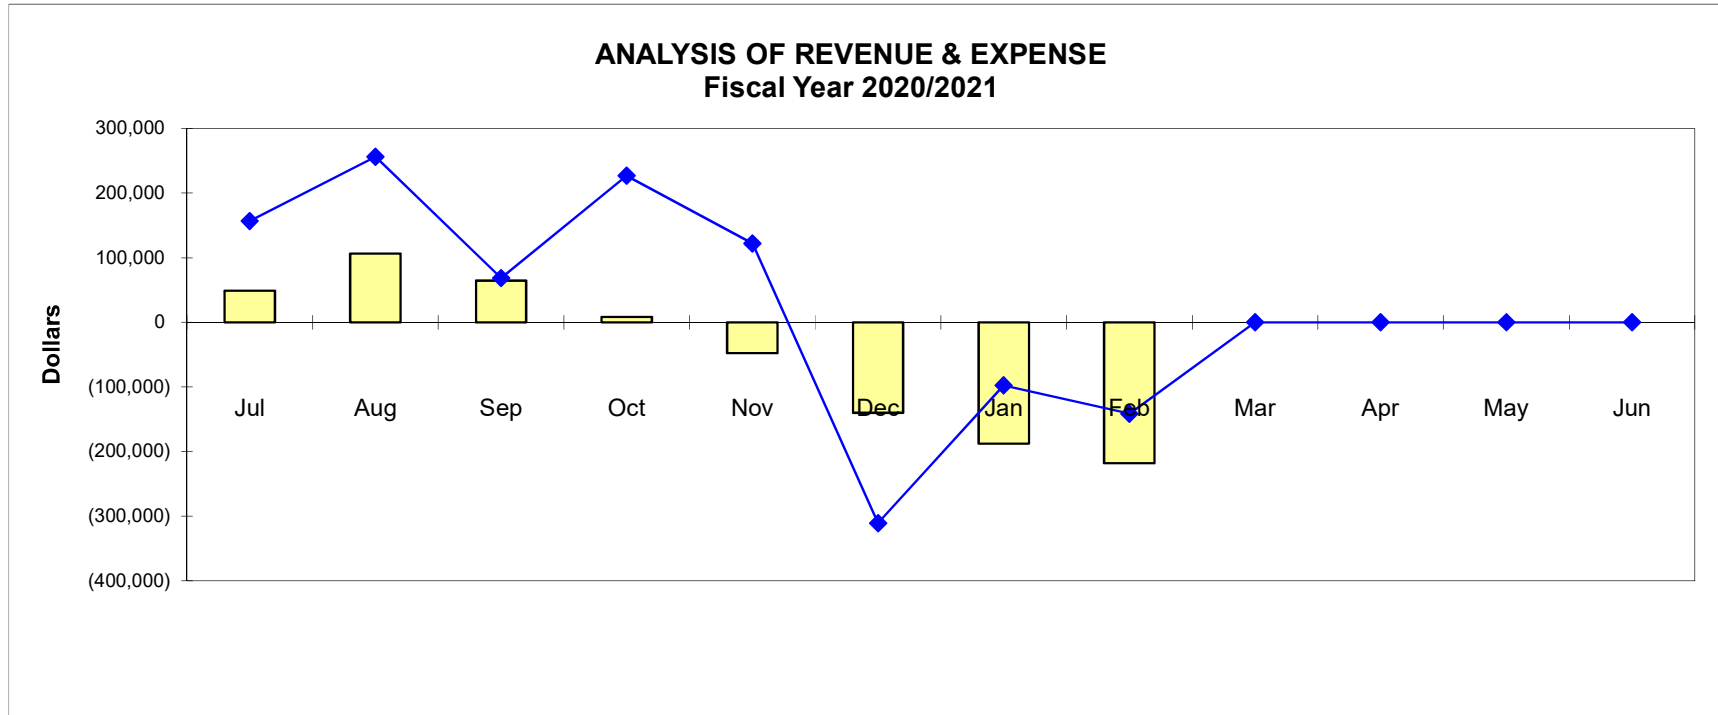 ANALYSIS OF REVENUE & EXPENSE
Fiscal Year 2020/2021
300,000
200,000
100,000
0
(100,000)
(200,000)
(300,000)
(400,000)
Dollars
Jul Aug Sep Oct Nov Dec Jan Feb Mar Apr May Jun